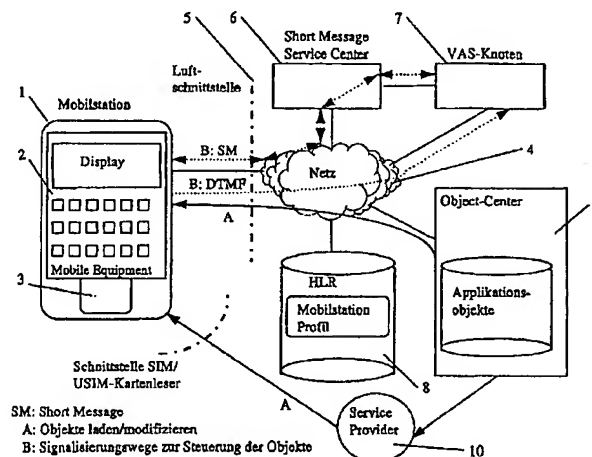 5
6
7
Short Message
Service Center
VAS-Knoten
Luft-
schnittstelle
1
Mobilstation
2
Display
B: SM
Netz
4
B: DTMF
A
Object-Center
Mobile Equipment
3
HLR
Mobilstation
Profil
Applikations-
objekte
8
Schnittstelle SIM/
USIM-Kartenleser
SM: Short Message
A: Objekte laden/modifizieren
B: Signalisierungswege zur Steuerung der Objekte
A
Service
Provider
10